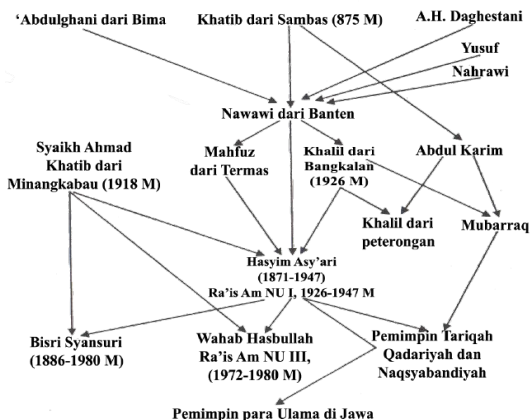 ‘Abdulghani dari Bima
Khatib dari Sambas (875 M)
A.H. Daghestani
Yusuf
Nahrawi
Nawawi dari Banten
Syaikh Ahmad
Khatib dari
Minangkabau (1918 M)
Mahfuz
dari Termas
Khalil dari
Bangkalan
(1926 M)
Abdul Karim
Khalil dari
peterongan
Mubarraq
Hasyim Asy'ari
(1871-1947)
Ra'is Am NU I, 1926-1947 M
Bisri Syansuri
(1886-1980 M)
Wahab Hasbullah
Ra'is Am NU III,
(1972-1980 M)
Pemimpin Tariqah
Qadariyah dan
Naqsyabandiyah
Pemimpin para Ulama di Jawa